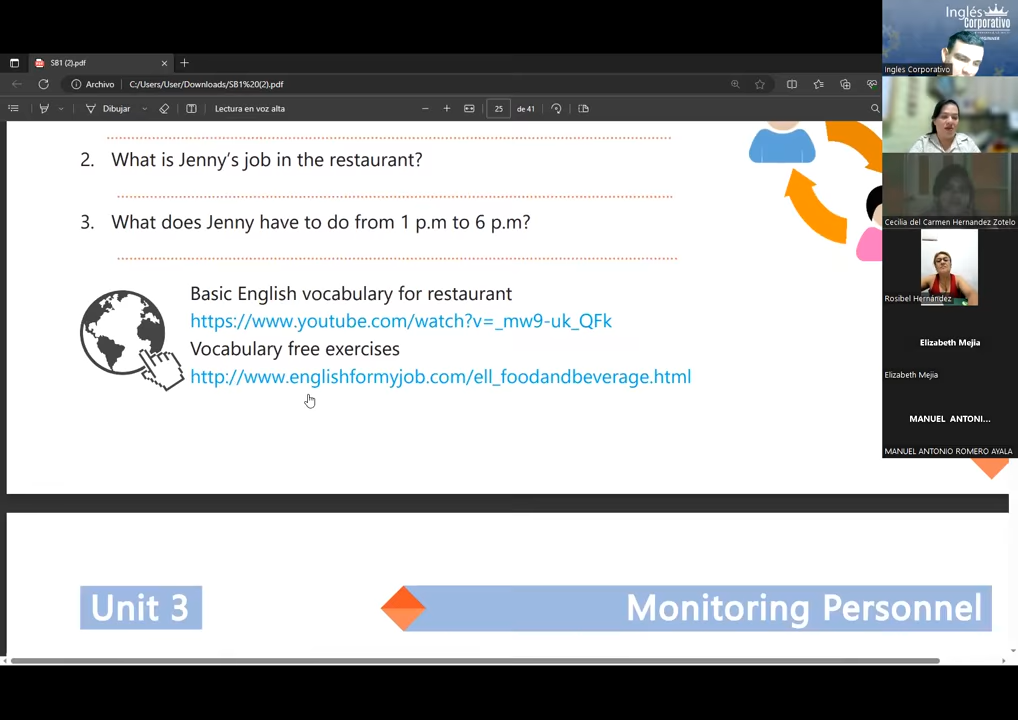 SB1 (2).pdf
Archivo
C:/Users/User/Downloads/SB1%20(2).pdf
Dibujar
Lectura en voz alta
25
de 41
2. What is Jenny's job in the restaurant?
3. What does Jenny have to do from 1 p.m to 6 p.m?
Basic English vocabulary for restaurant
https://www.youtube.com/watch?v=_mw9-uk_QFk
Vocabulary free exercises
http://www.englishformyjob.com/ell_foodandbeverage.html
Unit 3
Monitoring Personnel
Inglés
Corporativo
Ingles Corporativo
Cecilia del Carmen Hernandez Zotelo
Rosibel Hernández
Elizabeth Mejia
Elizabeth Mejia
MANUEL ANTONI...
MANUEL ANTONIO ROMERO AYALA